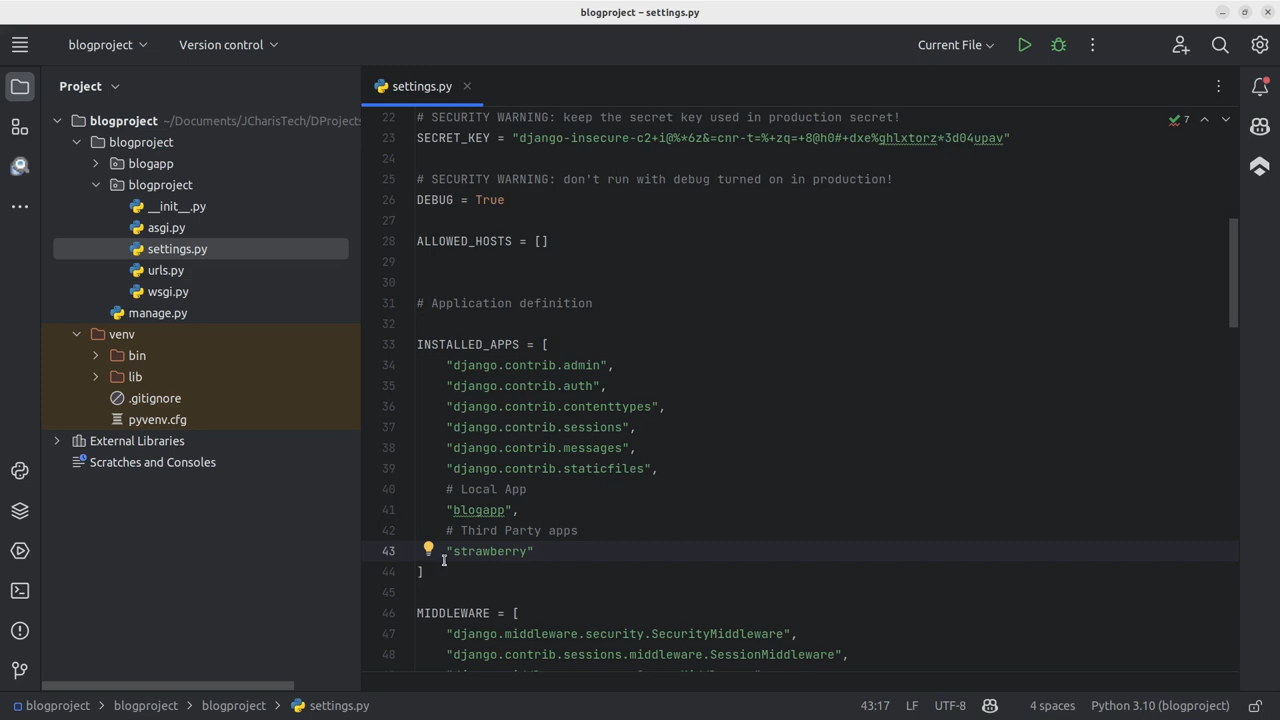 blogproject – settings.py
blogproject
Version control
Current File
Project
settings.py
blogproject ~/Documents/JCharisTech/DProjects
blogproject
blogapp
blogproject
__init__.py
asgi.py
settings.py
urls.py
wsgi.py
manage.py
venv
bin
lib
.gitignore
pyvenv.cfg
External Libraries
Scratches and Consoles
7
22 # SECURITY WARNING: keep the secret key used in production secret!
23 SECRET_KEY = "django-insecure-c2+i@%*6z&=cnr-t=%+zq=+8@h0#+dxe%ghlxtorz*3d04upav"
24
25 # SECURITY WARNING: don't run with debug turned on in production!
26 DEBUG = True
27
28 ALLOWED_HOSTS = []
29
30
31 # Application definition
32
33 INSTALLED_APPS = [
34 "django.contrib.admin",
35 "django.contrib.auth",
36 "django.contrib.contenttypes",
37 "django.contrib.sessions",
38 "django.contrib.messages",
39 "django.contrib.staticfiles",
40 # Local App
41 "blogapp",
42 # Third Party apps
43 "strawberry"
44 ]
45
46 MIDDLEWARE = [
47 "django.middleware.security.SecurityMiddleware",
48 "django.contrib.sessions.middleware.SessionMiddleware",
blogproject > blogproject > blogproject > settings.py
43:17 LF UTF-8 4 spaces Python 3.10 (blogproject)